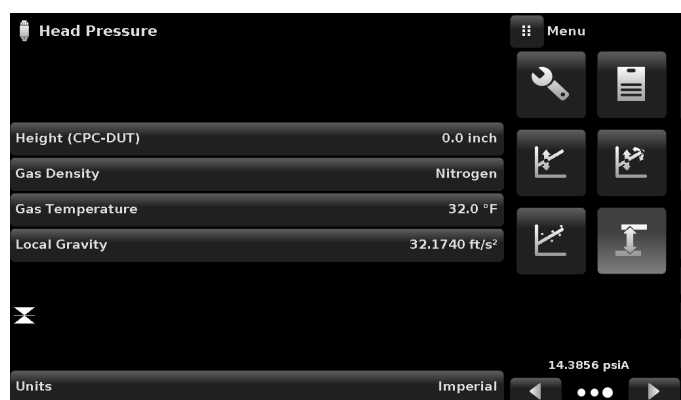 Head Pressure
Menu
Height (CPC-DUT) 0.0 inch
Gas Density Nitrogen
Gas Temperature 32.0 °F
Local Gravity 32.1740 ft/s²
14.3856 psiA
Units Imperial